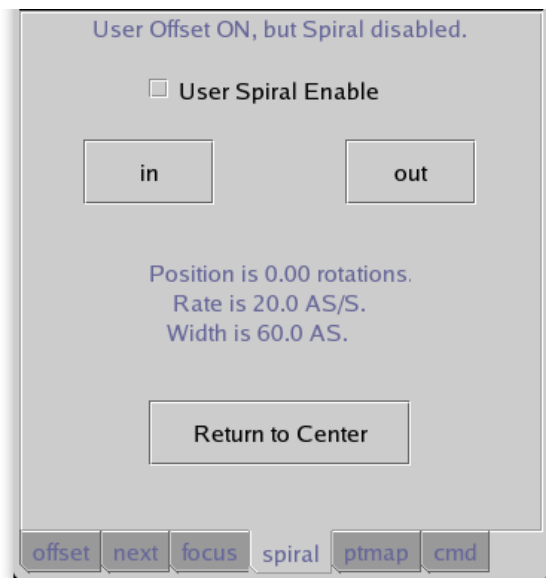 User Offset ON, but Spiral disabled.
User Spiral Enable
in out
Position is 0.00 rotations.
Rate is 20.0 AS/S.
Width is 60.0 AS.
Return to Center
offset next focus spiral ptmap cmd